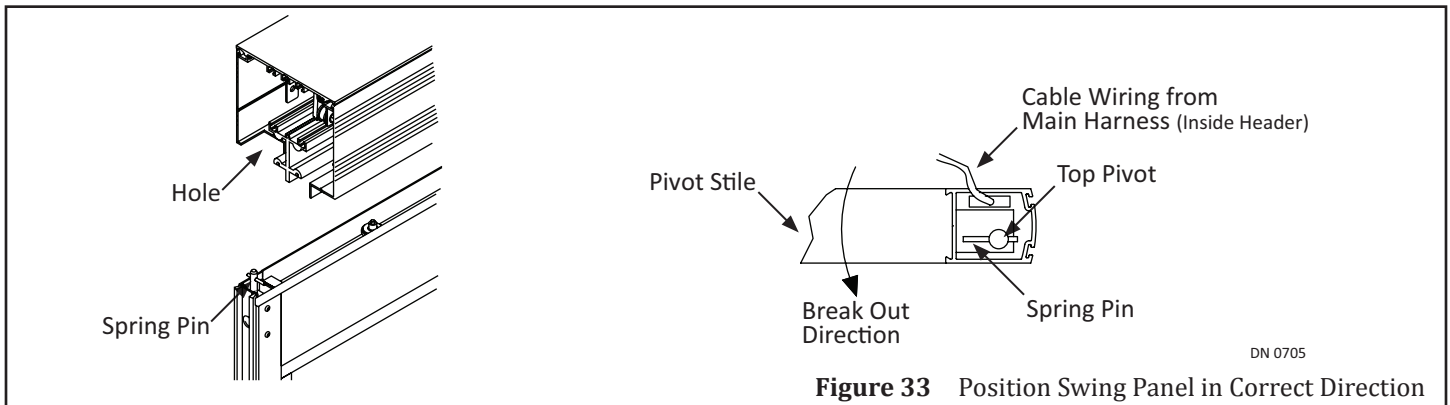 Hole
Spring Pin
Cable Wiring from
Main Harness (Inside Header)
Pivot Stile
Top Pivot
Break Out
Direction
Spring Pin
DN 0705
Figure 33 Position Swing Panel in Correct Direction